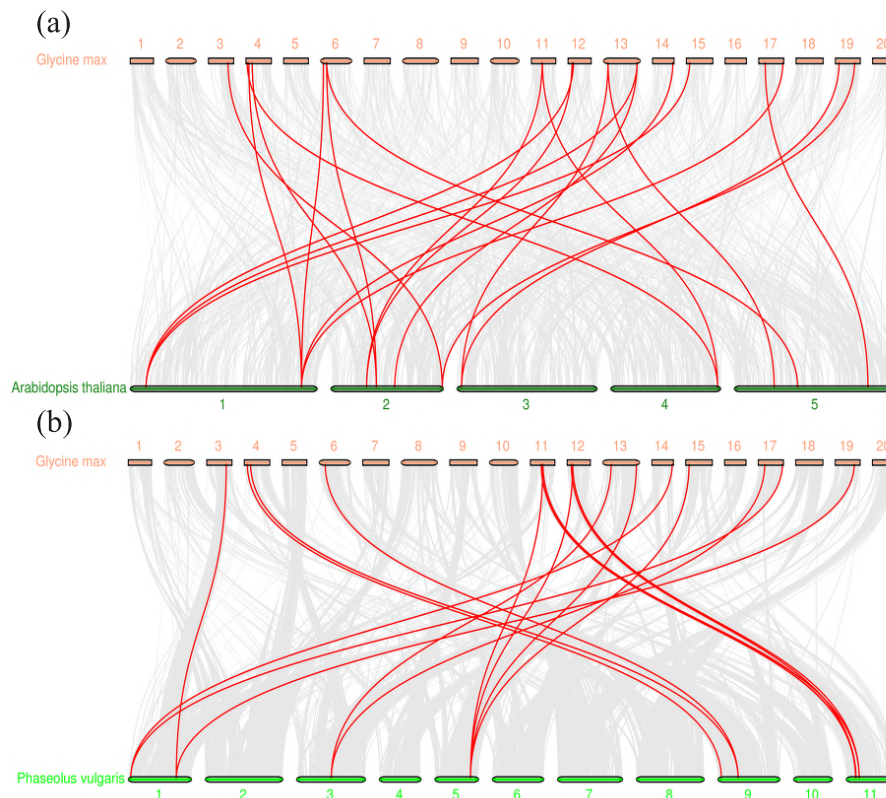 (a)
1 2 3 4 5 6 7 8 9 10 11 12 13 14 15 16 17 18 19 20
Glycine max
Arabidopsis thaliana
1 2 3 4 5
(b)
1 2 3 4 5 6 7 8 9 10 11 12 13 14 15 16 17 18 19 20
Glycine max
Phaseolus vulgaris
1 2 3 4 5 6 7 8 9 10 11